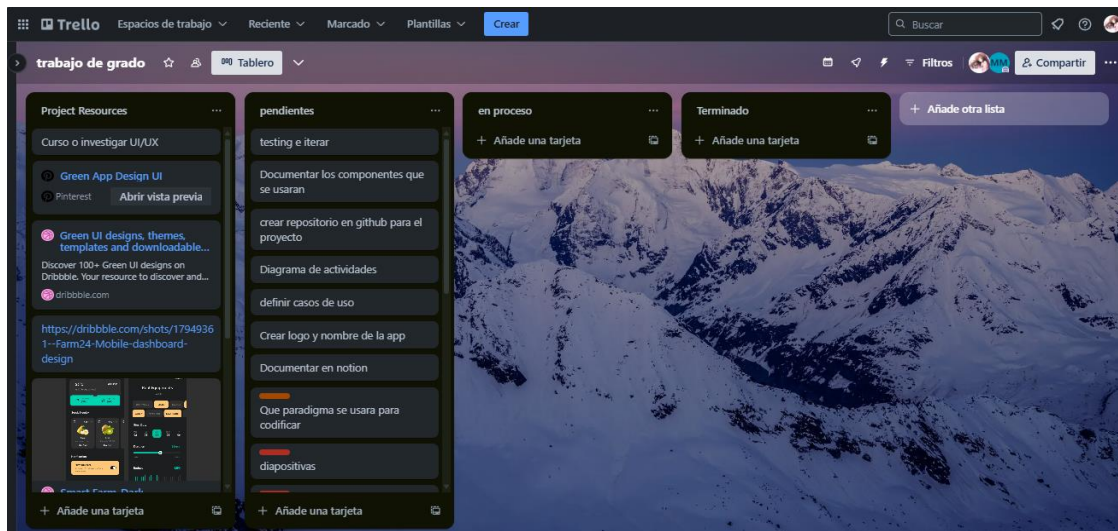 Trello Espacios de trabajo Reciente Marcado Plantillas Crear Buscar
trabajo de grado Tablero Filtros MM Compartir
Project Resources
Curso o investigar UI/UX
Green App Design UI
Pinterest Abrir vista previa
Green UI designs, themes,
templates and downloadable...
Discover 100+ Green UI designs on
Dribbble. Your resource to discover and...
dribbble.com
https://dribbble.com/shots/1794936
1--Farm24-Mobile-dashboard-
design
Smart Farm Dark
+ Añade una tarjeta
pendientes
testing e iterar
Documentar los componentes que
se usaran
crear repositorio en github para el
proyecto
Diagrama de actividades
definir casos de uso
Crear logo y nombre de la app
Documentar en notion
Que paradigma se usara para
codificar
diapositivas
+ Añade una tarjeta
en proceso
+ Añade una tarjeta
Terminado
+ Añade una tarjeta
+ Añade otra lista